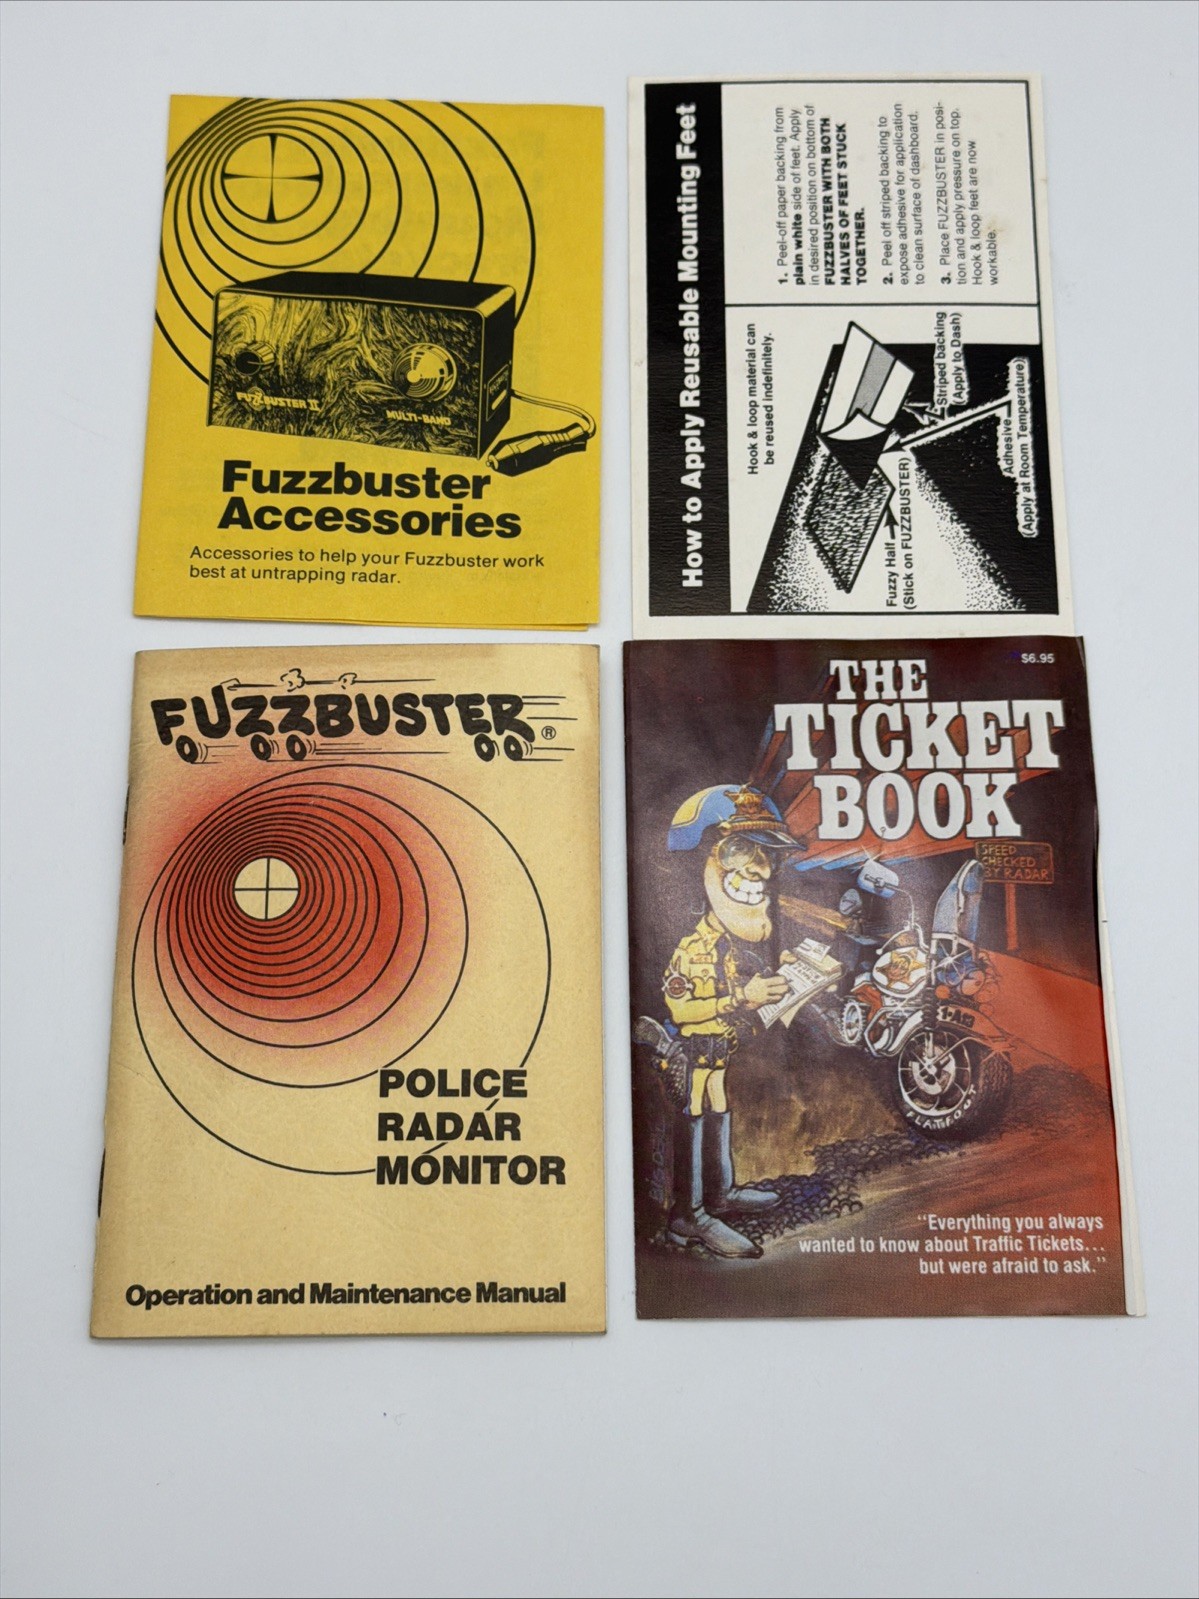 FUZZBUSTER II
MULTI-BAND
Fuzzbuster
Accessories
Accessories to help your Fuzzbuster work
best at untrapping radar.
How to Apply Reusable Mounting Feet
Hook & loop material can
be reused indefinitely.
Fuzzy Half
(Stick on FUZZBUSTER)
Striped backing
(Apply to Dash)
Adhesive
(Apply at Room Temperature)
1. Peel-off paper backing from
plain white side of feet. Apply
in desired position on bottom of
FUZZBUSTER WITH BOTH
HALVES OF FEET STUCK
TOGETHER.
2. Peel off striped backing to
expose adhesive for application
to clean surface of dashboard.
3. Place FUZZBUSTER in posi-
tion and apply pressure on top.
Hook & loop feet are now
workable.
FUZZBUSTER®
POLICE
RADAR
MONITOR
Operation and Maintenance Manual
$6.95
THE
TICKET
BOOK
SPEED
CHECKED
BY RADAR
FLATFOOT
"Everything you always
wanted to know about Traffic Tickets...
but were afraid to ask."